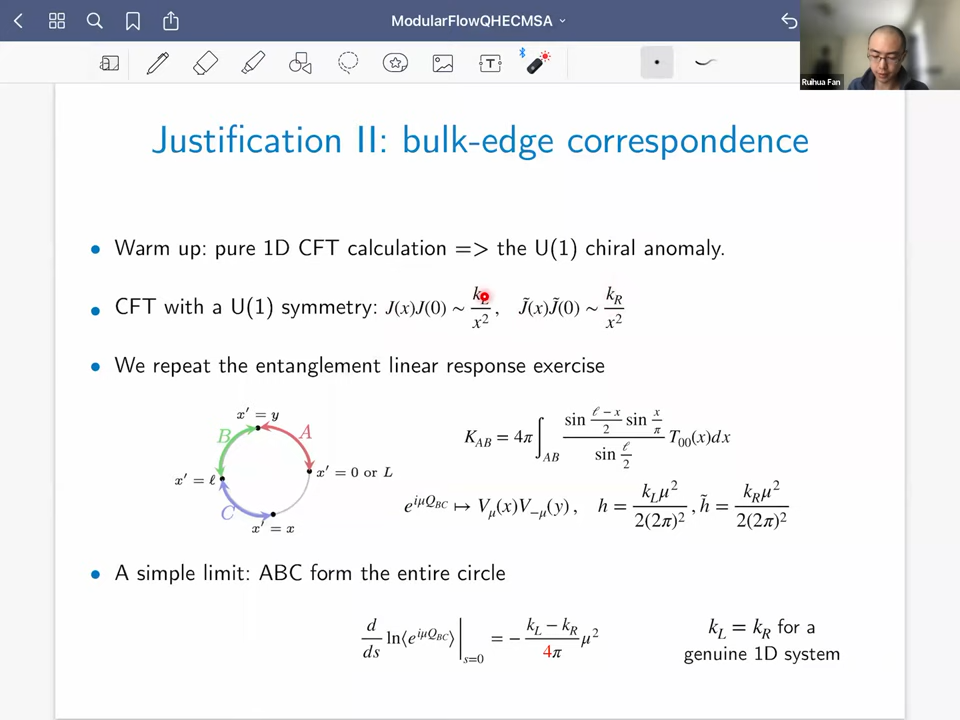 ModularFlowQHECMSA
Ruihua Fan
Justification II: bulk-edge correspondence
• Warm up: pure 1D CFT calculation => the U(1) chiral anomaly.
• CFT with a U(1) symmetry: J(x)J(0) ~ k_L/x², J̃(x)J̃(0) ~ k_R/x²
• We repeat the entanglement linear response exercise
x′ = y
B
A
x′ = ℓ
x′ = 0 or L
C
x′ = x
K_AB = 4π ∫_AB (sin (ℓ−x)/2 sin x/π)/(sin ℓ/2) T₀₀(x)dx
e^{iμQ_BC} ↦ V_μ(x)V_{−μ}(y), h = k_Lμ²/2(2π)², h̃ = k_Rμ²/2(2π)²
• A simple limit: ABC form the entire circle
d/ds ln⟨e^{iμQ_BC}⟩|_{s=0} = − (k_L − k_R)/4π μ²
k_L = k_R for a
genuine 1D system